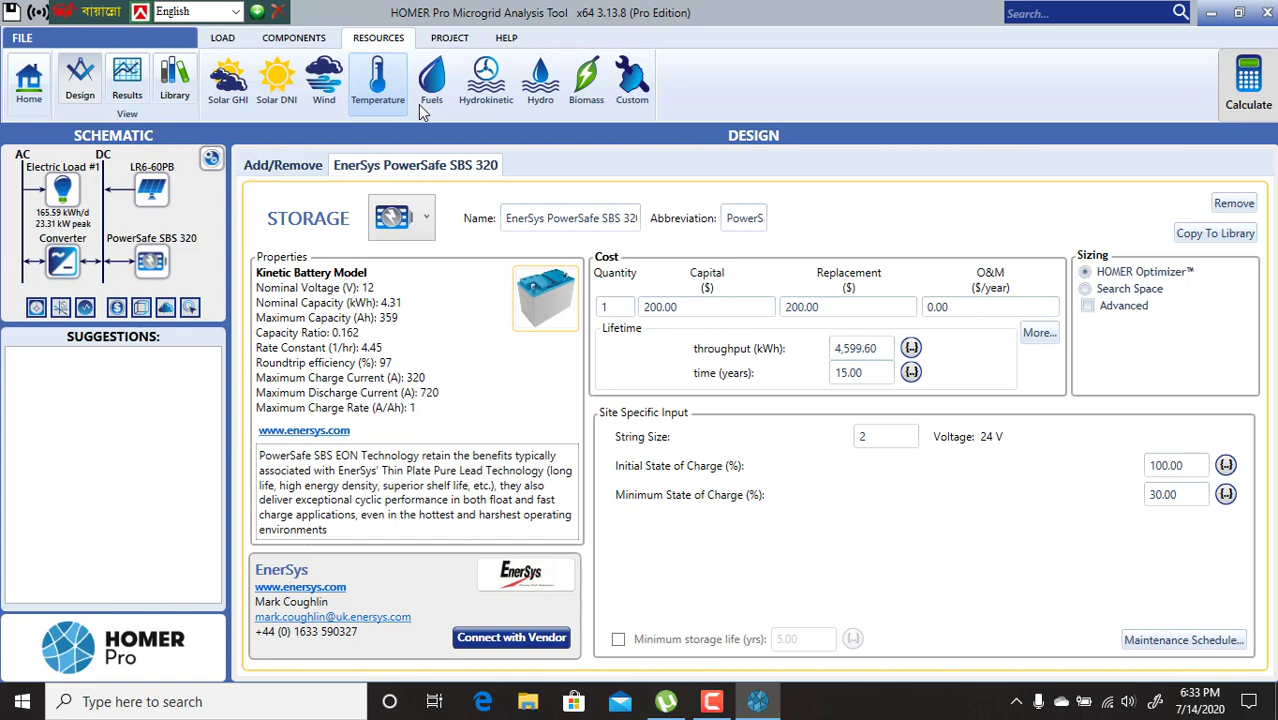 বায়ান্নো
English
HOMER Pro Microgrid Analysis Tool x64 3.13.8 (Pro Edition)
Search...
FILE
LOAD
COMPONENTS
RESOURCES
PROJECT
HELP
Home
Design
Results
Library
View
Solar GHI
Solar DNI
Wind
Temperature
Fuels
Hydrokinetic
Hydro
Biomass
Custom
Calculate
SCHEMATIC
DESIGN
AC
DC
Electric Load #1
LR6-60PB
165.59 kWh/d
23.31 kW peak
Converter
PowerSafe SBS 320
SUGGESTIONS:
HOMER
Pro
Add/Remove
EnerSys PowerSafe SBS 320
STORAGE
Name:
EnerSys PowerSafe SBS 32
Abbreviation:
PowerS
Remove
Copy To Library
Properties
Kinetic Battery Model
Nominal Voltage (V): 12
Nominal Capacity (kWh): 4.31
Maximum Capacity (Ah): 359
Capacity Ratio: 0.162
Rate Constant (1/hr): 4.45
Roundtrip efficiency (%): 97
Maximum Charge Current (A): 320
Maximum Discharge Current (A): 720
Maximum Charge Rate (A/Ah): 1
www.enersys.com
PowerSafe SBS EON Technology retain the benefits typically
associated with EnerSys' Thin Plate Pure Lead Technology (long
life, high energy density, superior shelf life, etc.), they also
deliver exceptional cyclic performance in both float and fast
charge applications, even in the hottest and harshest operating
environments
EnerSys
www.enersys.com
Mark Coughlin
mark.coughlin@uk.enersys.com
+44 (0) 1633 590327
EnerSys
Connect with Vendor
Cost
Quantity
Capital
($)
Replacement
($)
O&M
($/year)
1
200.00
200.00
0.00
Lifetime
More...
throughput (kWh):
4,599.60
{..}
time (years):
15.00
{..}
Sizing
HOMER Optimizer™
Search Space
Advanced
Site Specific Input
String Size:
2
Voltage: 24 V
Initial State of Charge (%):
100.00
{..}
Minimum State of Charge (%):
30.00
{..}
Minimum storage life (yrs):
5.00
{..}
Maintenance Schedule...
Type here to search
6:33 PM
7/14/2020